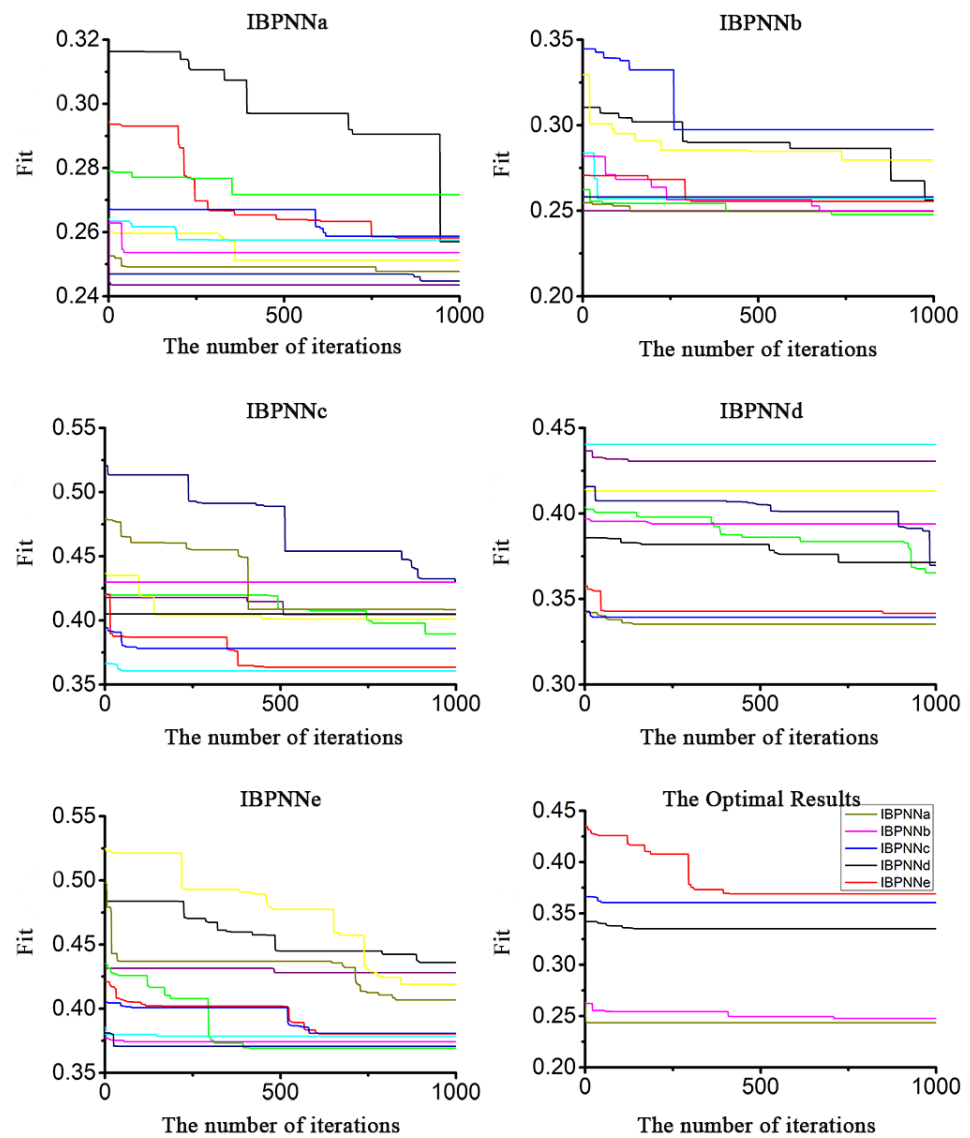 IBPNNa
0.32
0.30
0.28
0.26
0.24
Fit
0
500
1000
The number of iterations
IBPNNb
0.35
0.30
0.25
0.20
Fit
0
500
1000
The number of iterations
IBPNNc
0.55
0.50
0.45
0.40
0.35
Fit
0
500
1000
The number of iterations
IBPNNd
0.45
0.40
0.35
0.30
Fit
0
500
1000
The number of iterations
IBPNNe
0.55
0.50
0.45
0.40
0.35
Fit
0
500
1000
The number of iterations
The Optimal Results
0.45
0.40
0.35
0.30
0.25
0.20
Fit
IBPNNa
IBPNNb
IBPNNc
IBPNNd
IBPNNe
0
500
1000
The number of iterations